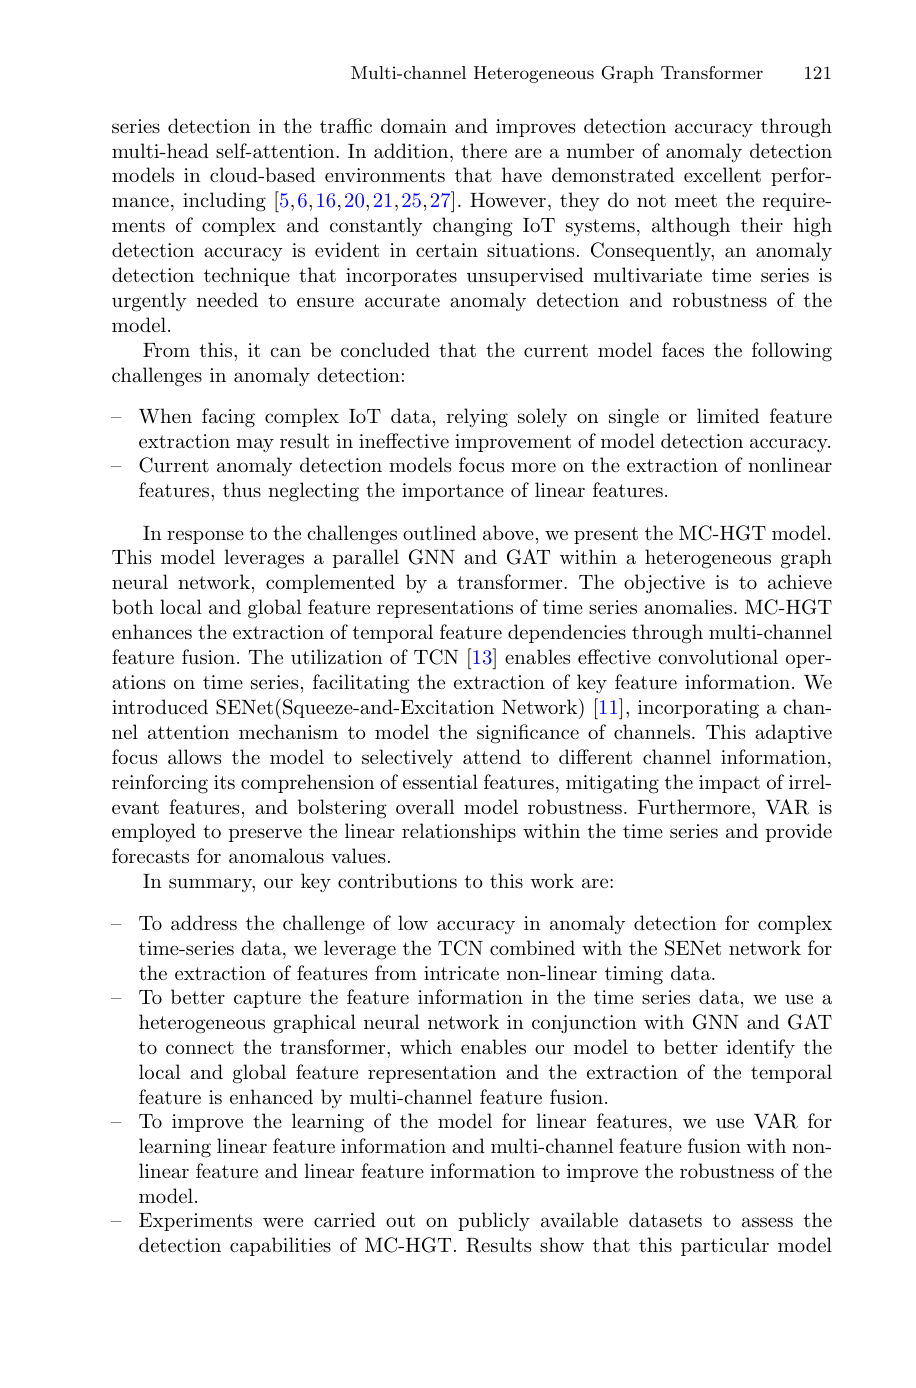 Multi-channel Heterogeneous Graph Transformer 121
series detection in the traffic domain and improves detection accuracy through
multi-head self-attention. In addition, there are a number of anomaly detection
models in cloud-based environments that have demonstrated excellent perfor-
mance, including [5,6,16,20,21,25,27]. However, they do not meet the require-
ments of complex and constantly changing IoT systems, although their high
detection accuracy is evident in certain situations. Consequently, an anomaly
detection technique that incorporates unsupervised multivariate time series is
urgently needed to ensure accurate anomaly detection and robustness of the
model.
From this, it can be concluded that the current model faces the following
challenges in anomaly detection:
– When facing complex IoT data, relying solely on single or limited feature
extraction may result in ineffective improvement of model detection accuracy.
– Current anomaly detection models focus more on the extraction of nonlinear
features, thus neglecting the importance of linear features.
In response to the challenges outlined above, we present the MC-HGT model.
This model leverages a parallel GNN and GAT within a heterogeneous graph
neural network, complemented by a transformer. The objective is to achieve
both local and global feature representations of time series anomalies. MC-HGT
enhances the extraction of temporal feature dependencies through multi-channel
feature fusion. The utilization of TCN [13] enables effective convolutional oper-
ations on time series, facilitating the extraction of key feature information. We
introduced SENet(Squeeze-and-Excitation Network) [11], incorporating a chan-
nel attention mechanism to model the significance of channels. This adaptive
focus allows the model to selectively attend to different channel information,
reinforcing its comprehension of essential features, mitigating the impact of irrel-
evant features, and bolstering overall model robustness. Furthermore, VAR is
employed to preserve the linear relationships within the time series and provide
forecasts for anomalous values.
In summary, our key contributions to this work are:
– To address the challenge of low accuracy in anomaly detection for complex
time-series data, we leverage the TCN combined with the SENet network for
the extraction of features from intricate non-linear timing data.
– To better capture the feature information in the time series data, we use a
heterogeneous graphical neural network in conjunction with GNN and GAT
to connect the transformer, which enables our model to better identify the
local and global feature representation and the extraction of the temporal
feature is enhanced by multi-channel feature fusion.
– To improve the learning of the model for linear features, we use VAR for
learning linear feature information and multi-channel feature fusion with non-
linear feature and linear feature information to improve the robustness of the
model.
– Experiments were carried out on publicly available datasets to assess the
detection capabilities of MC-HGT. Results show that this particular model